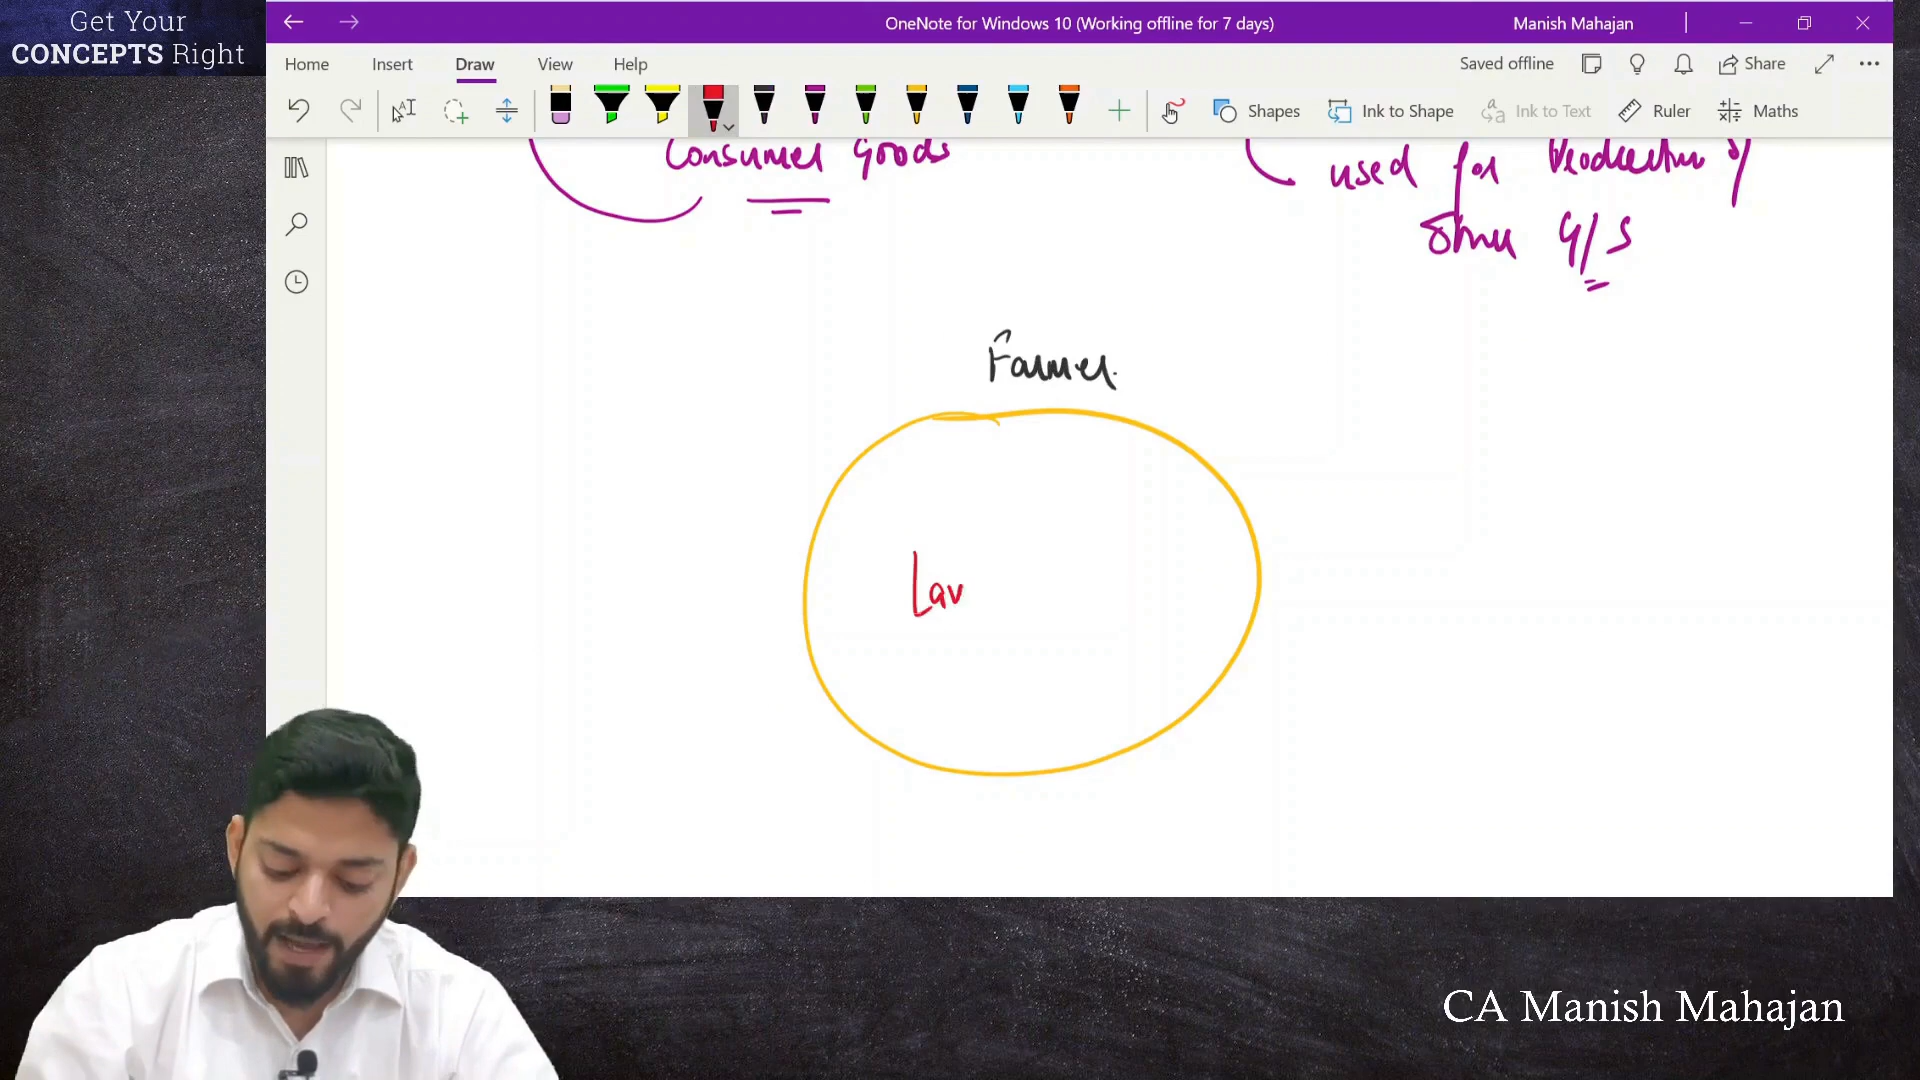 Get Your
CONCEPTS Right
OneNote for Windows 10 (Working offline for 7 days)
Manish Mahajan
Home Insert Draw View Help
Saved offline
Share
Shapes
Ink to Shape
Ink to Text
Ruler
Maths
Consumer Goods
used for Production of
G/S
Farmer.
Lan
CA Manish Mahajan